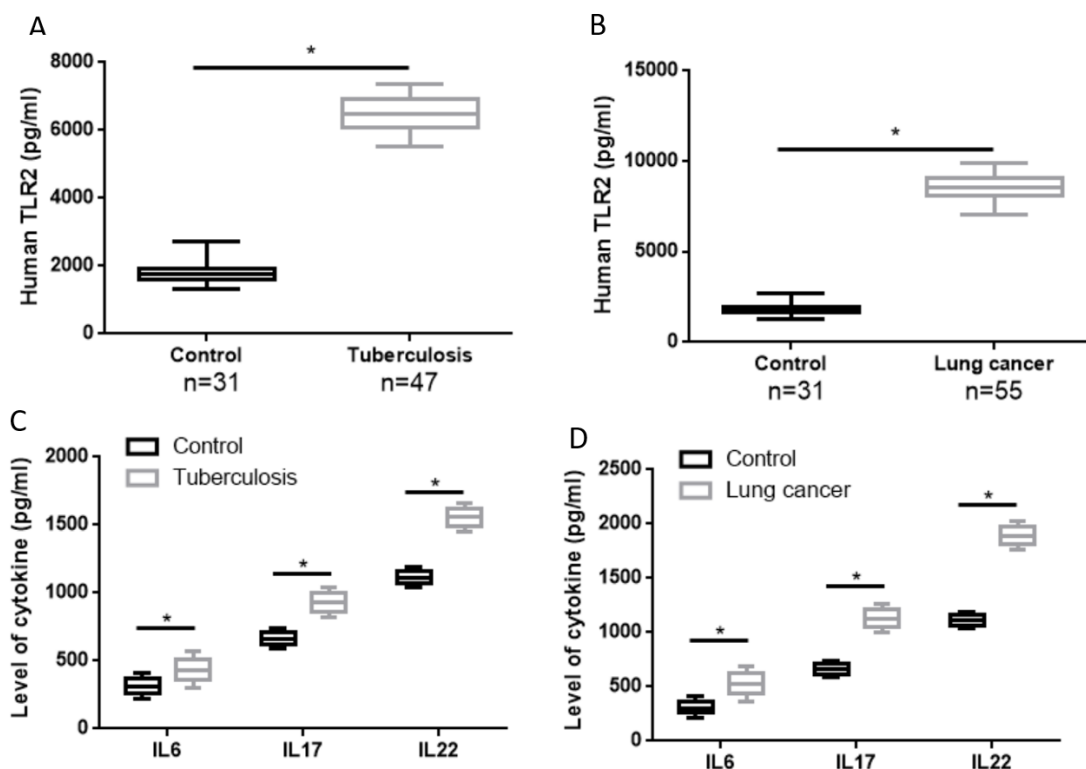 A
Human TLR2 (pg/ml)
8000
6000
4000
2000
0
*
Control
Tuberculosis
n=31
n=47
B
Human TLR2 (pg/ml)
15000
10000
5000
0
*
Control
Lung cancer
n=31
n=55
C
Level of cytokine (pg/ml)
2000
1500
1000
500
0
Control
Tuberculosis
*
*
*
IL6
IL17
IL22
D
Level of cytokine (pg/ml)
2500
2000
1500
1000
500
0
Control
Lung cancer
*
*
*
IL6
IL17
IL22